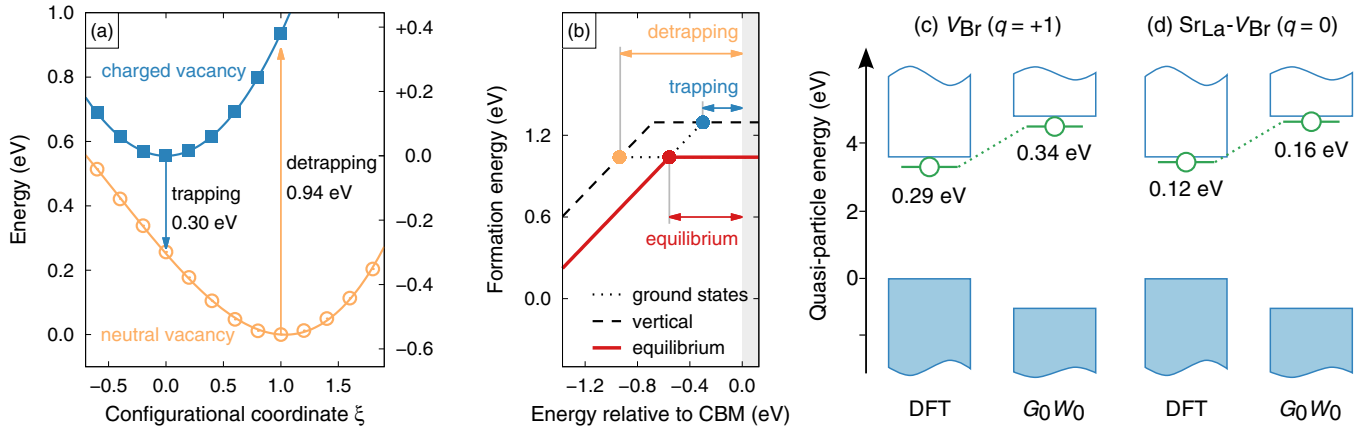 (a)
charged vacancy
trapping
0.30 eV
detrapping
0.94 eV
neutral vacancy
Energy (eV)
1.0
0.8
0.6
0.4
0.2
0.0
+0.4
+0.2
+0.0
−0.2
−0.4
−0.6
−0.5 0.0 0.5 1.0 1.5
Configurational coordinate ξ
(b)
detrapping
trapping
equilibrium
ground states
vertical
equilibrium
Formation energy (eV)
1.2
0.6
0.0
−1.2 −0.8 −0.4 0.0
Energy relative to CBM (eV)
(c) VBr (q = +1)
(d) SrLa-VBr (q = 0)
Quasi-particle energy (eV)
4
2
0
0.29 eV
0.34 eV
0.12 eV
0.16 eV
DFT G0W0 DFT G0W0